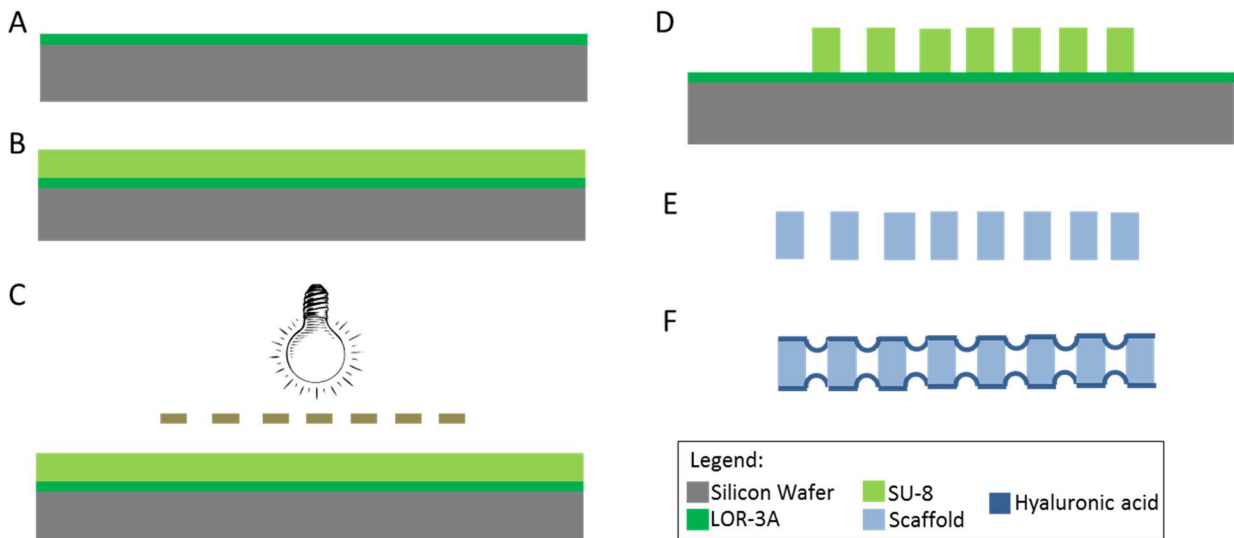 A
B
C
D
E
F
Legend:
Silicon Wafer
SU-8
Hyaluronic acid
LOR-3A
Scaffold